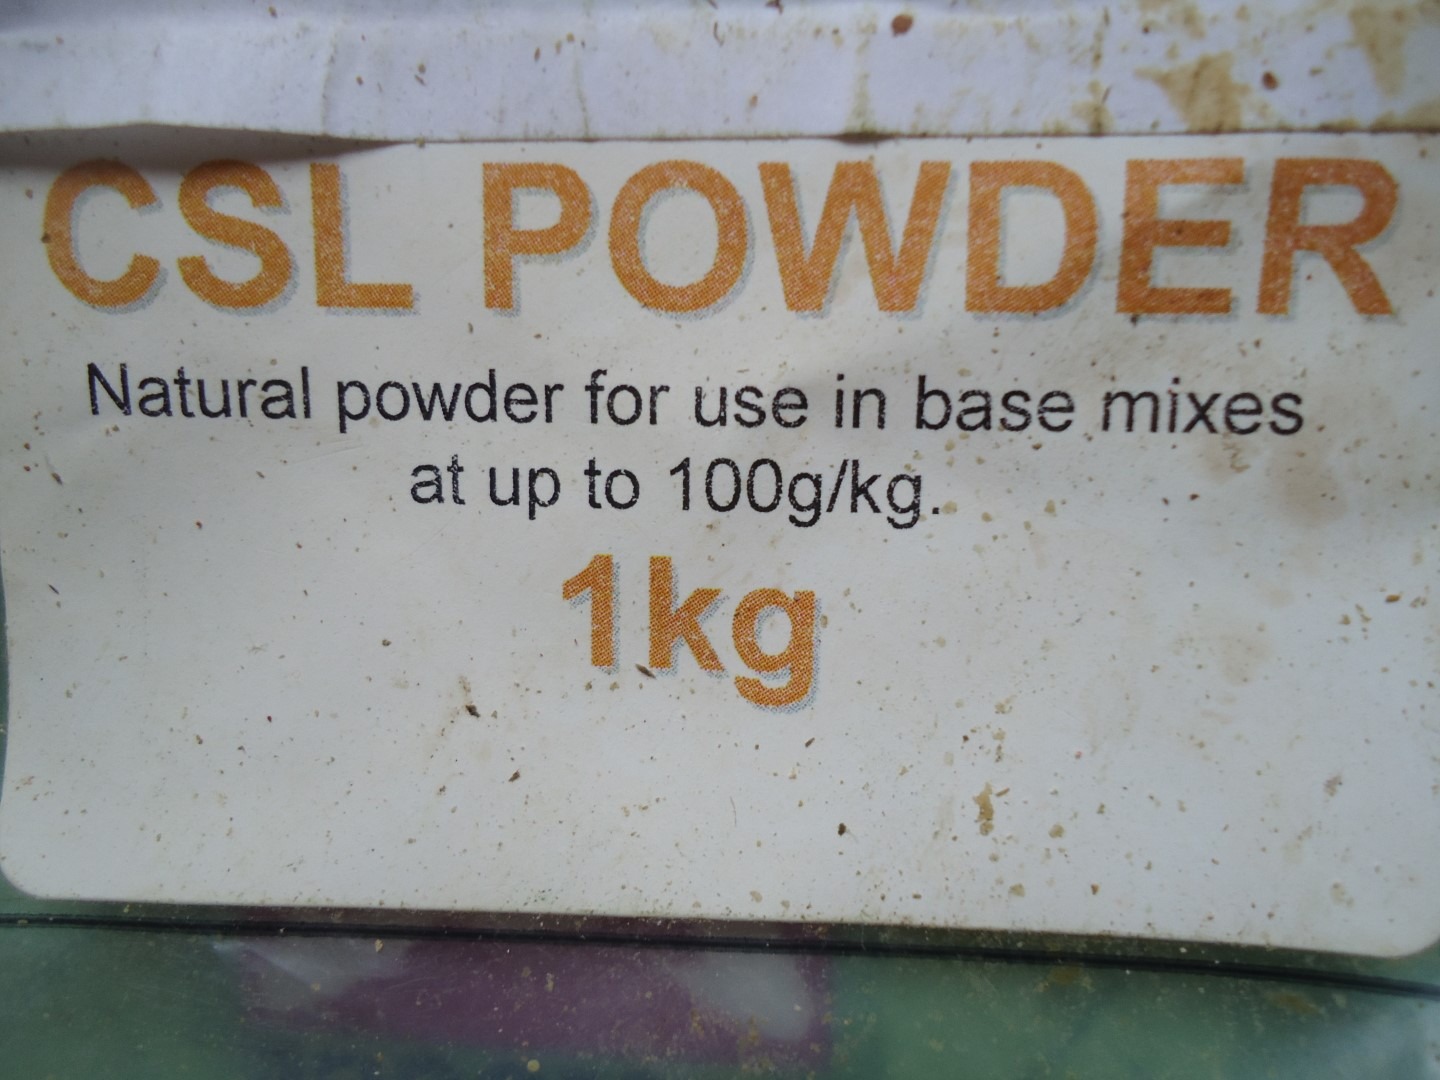 CSL POWDER
Natural powder for use in base mixes
at up to 100g/kg.
1kg